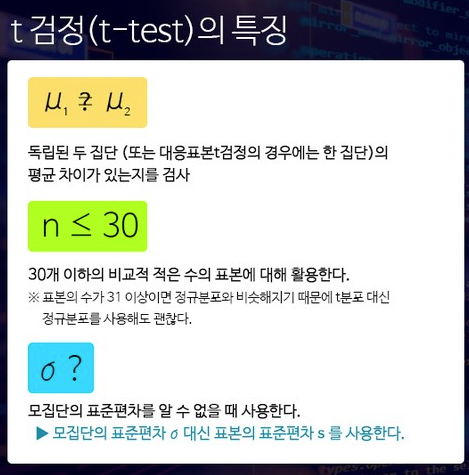 t 검정(t-test)의 특징
μ₁ ≟ μ₂
독립된 두 집단 (또는 대응표본t검정의 경우에는 한 집단)의
평균 차이가 있는지를 검사
n ≤ 30
30개 이하의 비교적 적은 수의 표본에 대해 활용한다.
※ 표본의 수가 31 이상이면 정규분포와 비슷해지기 때문에 t분포 대신
정규분포를 사용해도 괜찮다.
σ ?
모집단의 표준편차를 알 수 없을 때 사용한다.
▶ 모집단의 표준편차 σ 대신 표본의 표준편차 s 를 사용한다.